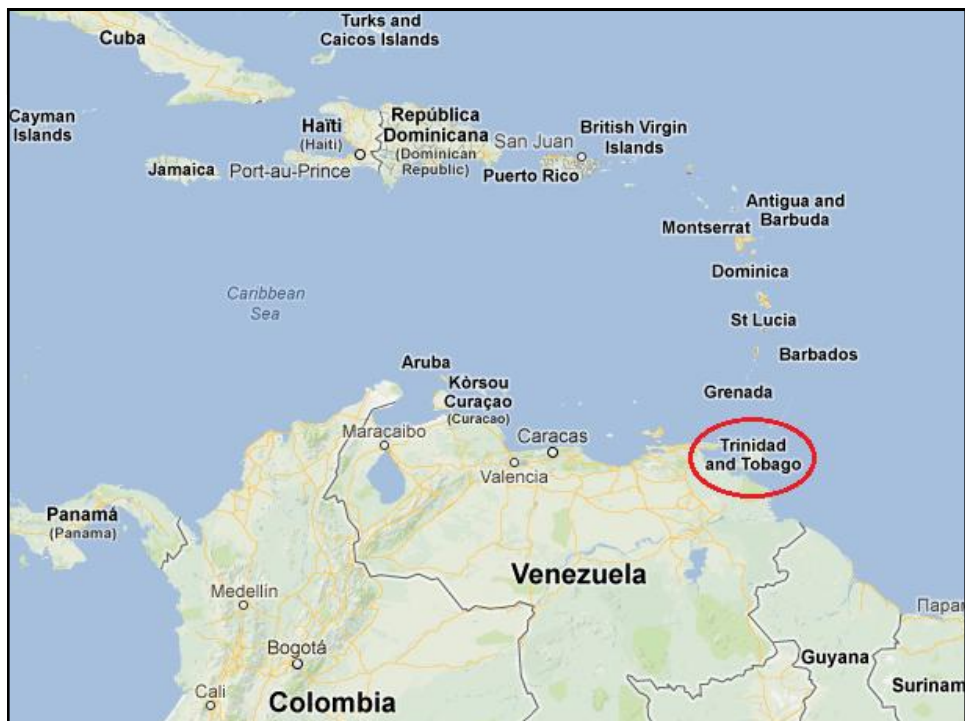 Turks and
Caicos Islands
Cuba
Cayman
Islands
Haïti
(Haiti)
República
Dominicana
(Dominican
Republic)
San Juan
British Virgin
Islands
Jamaica
Port-au-Prince
Puerto Rico
Antigua and
Barbuda
Montserrat
Dominica
Caribbean
Sea
St Lucia
Barbados
Aruba
Kòrsou
Curaçao
(Curacao)
Grenada
Maracaibo
Caracas
Valencia
Trinidad
and Tobago
Panamá
(Panama)
Venezuela
Medellín
Парам
Bogotá
Guyana
Cali
Colombia
Surinam